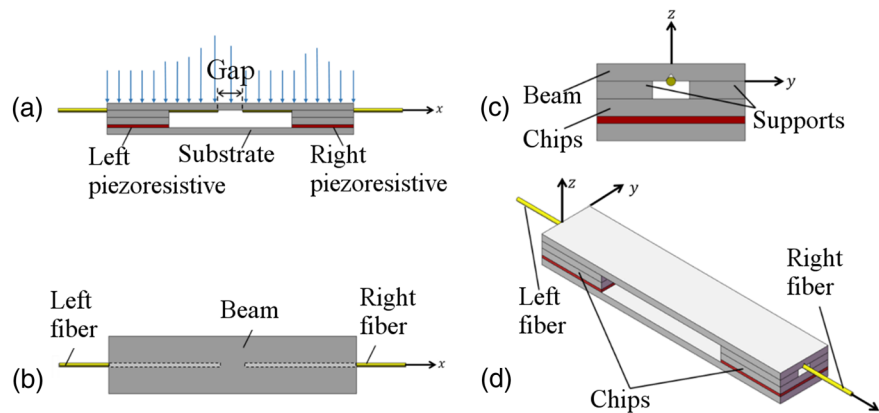 (a)
Gap
x
Left
piezoresistive
Substrate
Right
piezoresistive
(b)
Left
fiber
Beam
Right
fiber
x
(c)
z
y
Beam
Chips
Supports
(d)
z
y
Left
fiber
Right
fiber
Chips